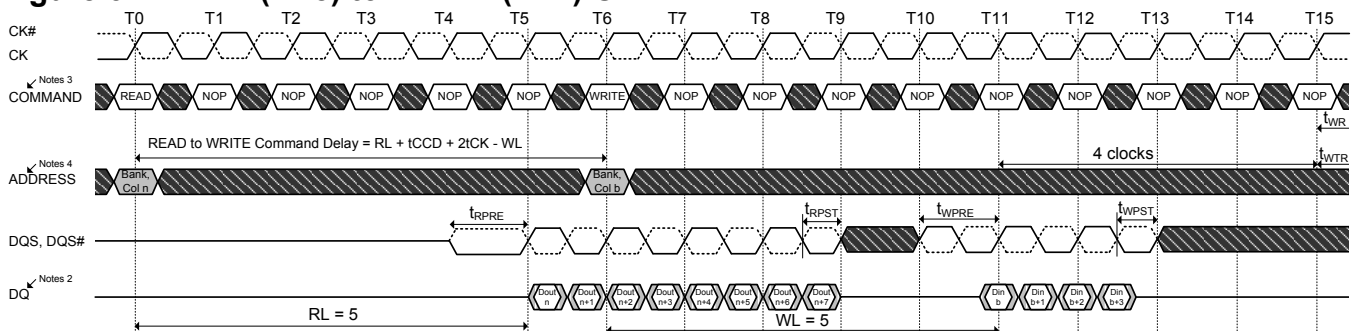 T0 T1 T2 T3 T4 T5 T6 T7 T8 T9 T10 T11 T12 T13 T14 T15
CK#
CK
Notes 3
COMMAND READ NOP NOP NOP NOP NOP WRITE NOP NOP NOP NOP NOP NOP NOP NOP NOP
tWR
READ to WRITE Command Delay = RL + tCCD + 2tCK - WL
4 clocks
tWTR
Notes 4
ADDRESS
Bank, Col n
Bank, Col b
tRPRE tRPST tWPRE tWPST
DQS, DQS#
Notes 2
DQ
Dout n Dout n+1 Dout n+2 Dout n+3 Dout n+4 Dout n+5 Dout n+6 Dout n+7 Din b Din b+1 Din b+2 Din b+3
RL = 5 WL = 5